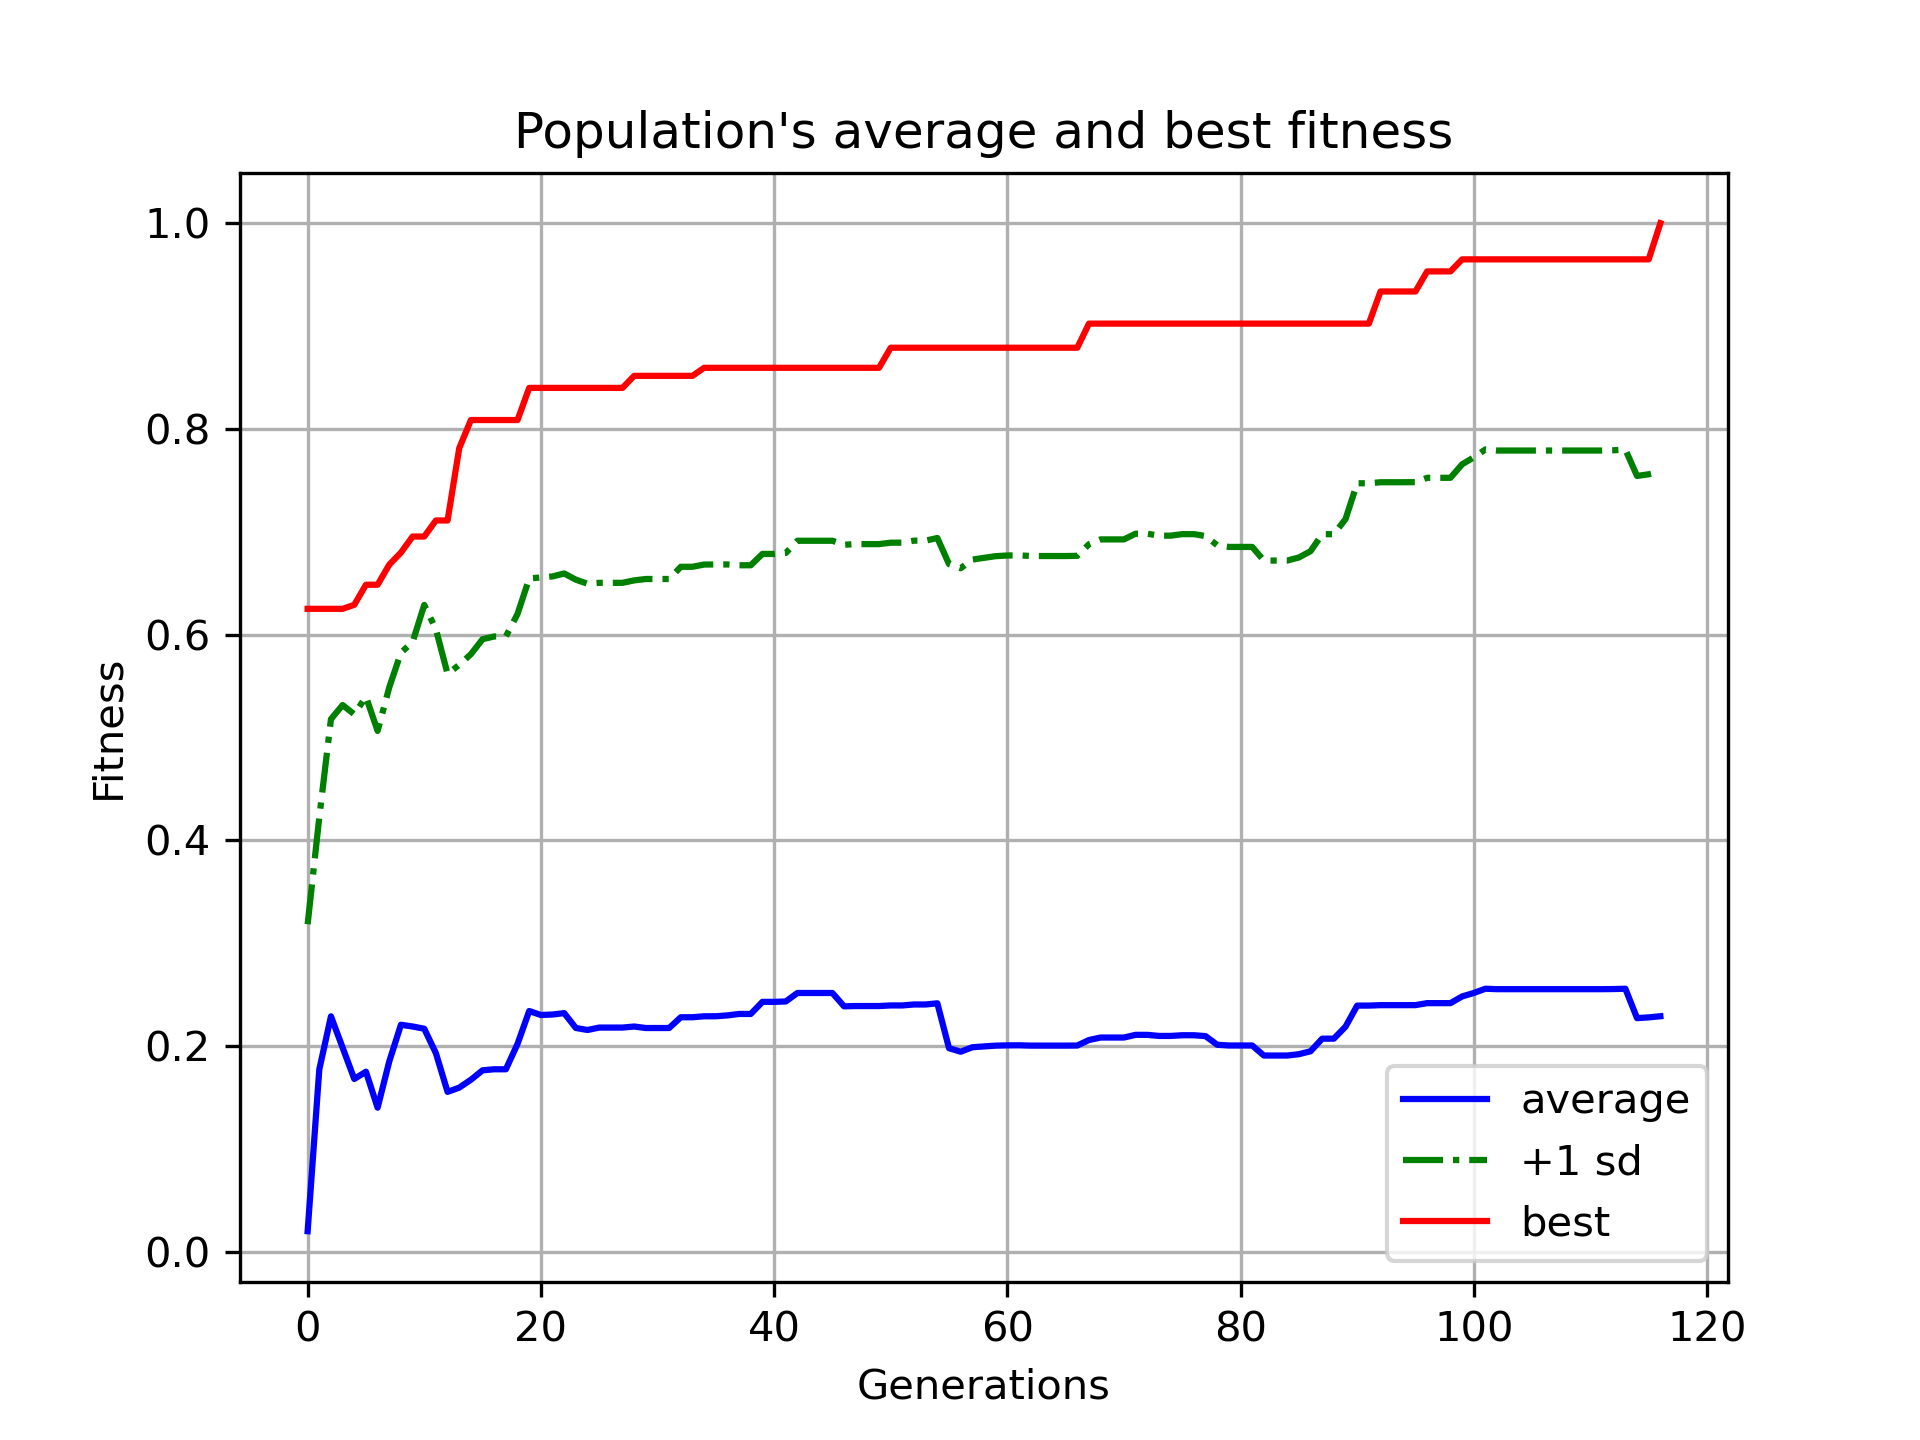 Population's average and best fitness
Fitness
1.0
0.8
0.6
0.4
0.2
0.0
average
+1 sd
best
0 20 40 60 80 100 120
Generations